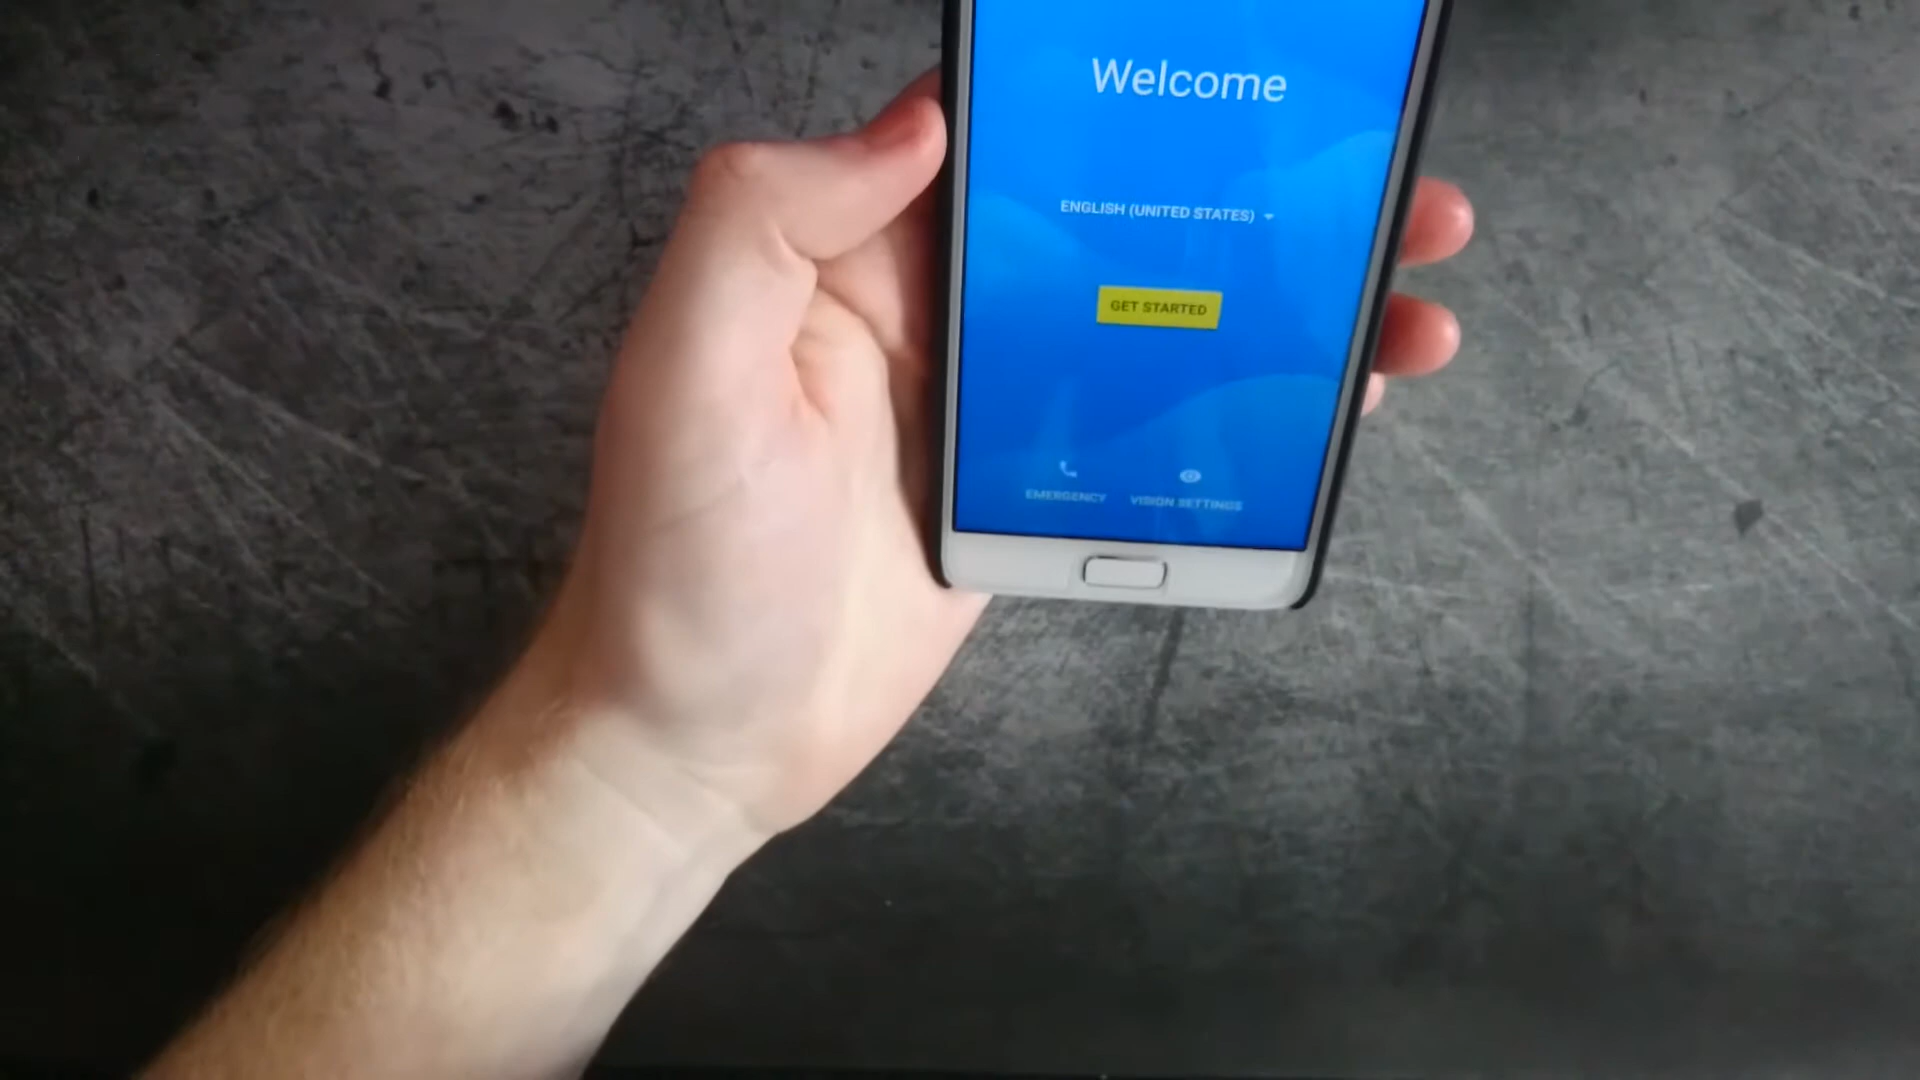 Welcome
ENGLISH (UNITED STATES)
GET STARTED
EMERGENCY
VISION SETTINGS